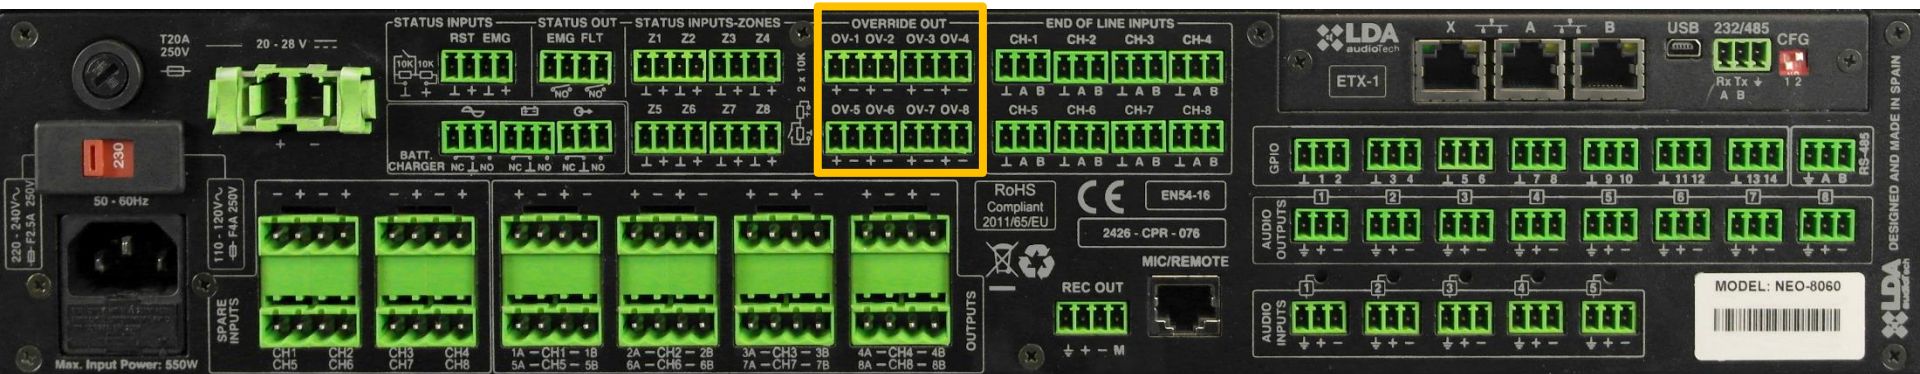 T20A
250V
20 - 28 V
230
50 - 60Hz
220 - 240V
F2.5A 250V
110 - 120V
F4A 250V
Max. Input Power: 550W
STATUS INPUTS
RST EMG
10K 10K
STATUS OUT
EMG FLT
NO NO
BATT.
CHARGER
NC NO NC NO NC NO
STATUS INPUTS-ZONES
Z1 Z2 Z3 Z4
Z5 Z6 Z7 Z8
2 x 10K
OVERRIDE OUT
OV-1 OV-2 OV-3 OV-4
OV-5 OV-6 OV-7 OV-8
+ - + - + - + -
END OF LINE INPUTS
CH-1 CH-2 CH-3 CH-4
A B A B A B A B
CH-5 CH-6 CH-7 CH-8
A B A B A B A B
SPARE
INPUTS
- + - + - + - +
CH1 CH2 CH3 CH4
CH5 CH6 CH7 CH8
OUTPUTS
1A - CH1 - 1B 2A - CH2 - 2B 3A - CH3 - 3B 4A - CH4 - 4B
5A - CH5 - 5B 6A - CH6 - 6B 7A - CH7 - 7B 8A - CH8 - 8B
RoHS
Compliant
2011/65/EU
CE
EN54-16
2426 - CPR - 076
MIC/REMOTE
REC OUT
+ - M
LDA
audioTech
ETX-1
X A B
USB 232/485
CFG
Rx Tx
A B
1 2
GPIO
1 2 3 4 5 6 7 8 9 10 11 12 13 14
A B
RS-485
1 2 3 4 5 6 7 8
AUDIO
OUTPUTS
+ - + - + - + - + - + - + - + -
1 2 3 4 5
AUDIO
INPUTS
+ - + - + - + - + -
MODEL: NEO-8060
DESIGNED AND MADE IN SPAIN
LDA
audioTech